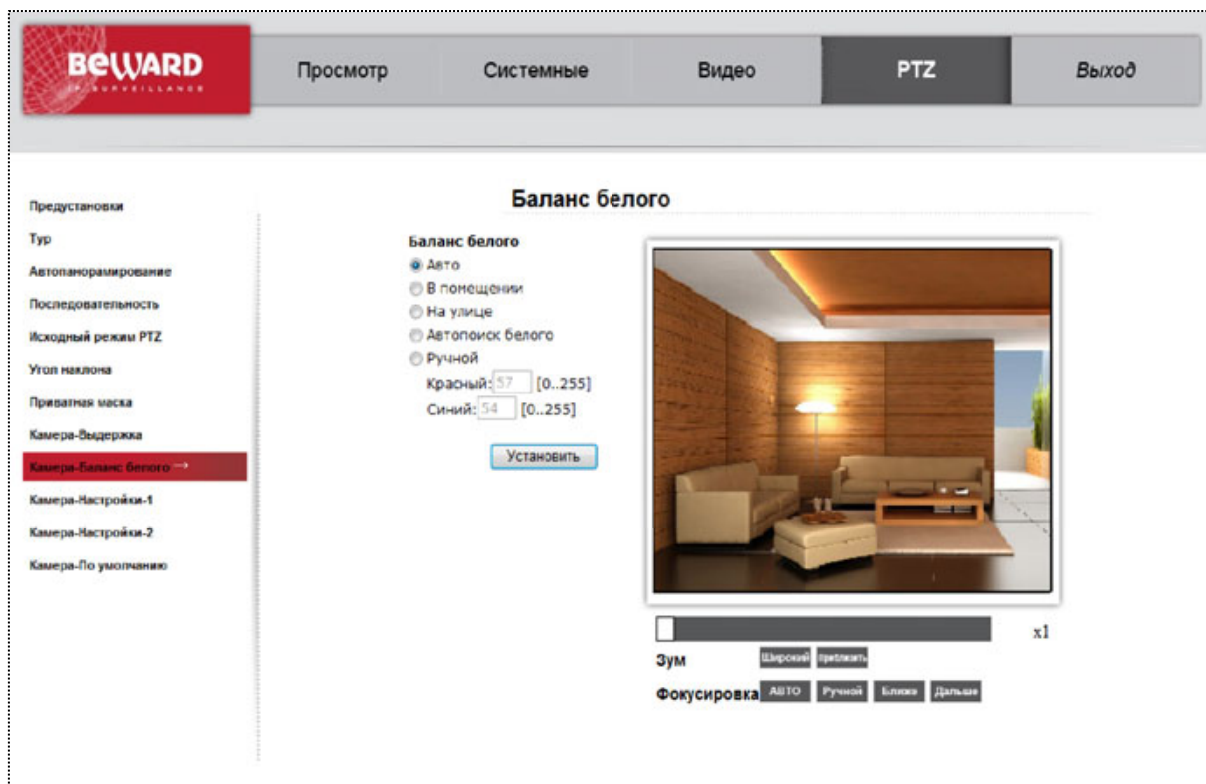 BEWARD
IP SURVEILLANCE
Просмотр
Системные
Видео
PTZ
Выход
Предустановки
Тур
Автопанорамирование
Последовательность
Исходный режим PTZ
Угол наклона
Приватная маска
Камера-Выдержка
Камера-Баланс белого →
Камера-Настройки-1
Камера-Настройки-2
Камера-По умолчанию
Баланс белого
Баланс белого
Авто
В помещении
На улице
Автопоиск белого
Ручной
Красный: 57 [0..255]
Синий: 54 [0..255]
Установить
x1
Зум Широкий Приблизить
Фокусировка АВТО Ручной Ближе Дальше